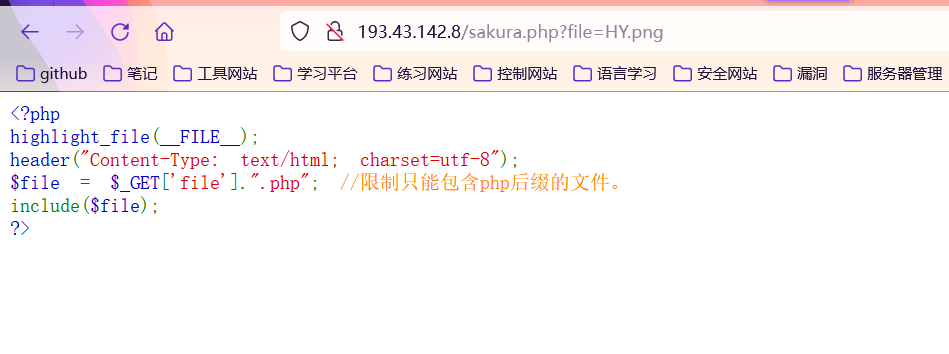 193.43.142.8/sakura.php?file=HY.png
github 笔记 工具网站 学习平台 练习网站 控制网站 语言学习 安全网站 漏洞 服务器管理
<?php
highlight_file(__FILE__);
header("Content-Type: text/html; charset=utf-8");
$file = $_GET['file'].".php"; //限制只能包含php后缀的文件。
include($file);
?>